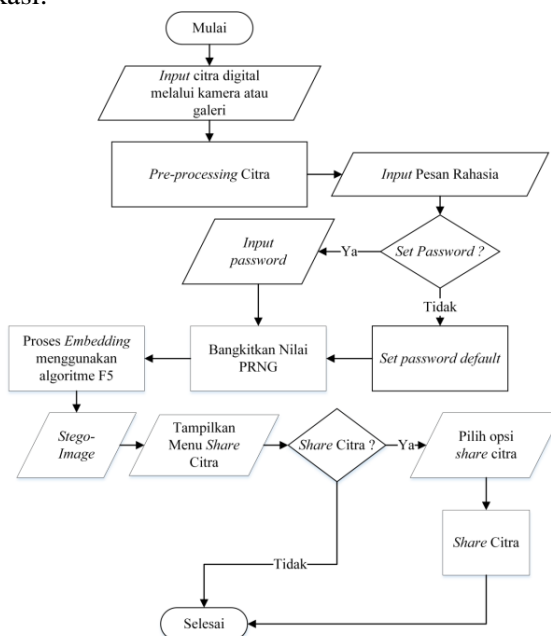 Mulai
Input citra digital
melalui kamera atau
galeri
Pre-processing Citra
Input Pesan Rahasia
Set Password ?
Ya
Input
password
Tidak
Set password default
Bangkitkan Nilai
PRNG
Proses Embedding
menggunakan
algoritme F5
Stego-
Image
Tampilkan
Menu Share
Citra
Share Citra ?
Ya
Pilih opsi
share citra
Share Citra
Tidak
Selesai